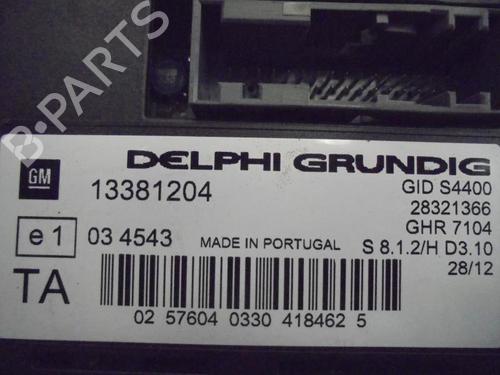 DELPHI GRUNDIG
GM
13381204
GID S4400
28321366
GHR 7104
e1
03 4543
MADE IN PORTUGAL
S 8.1.2/H D3.10
28/12
TA
02 57604 0330 418462 5